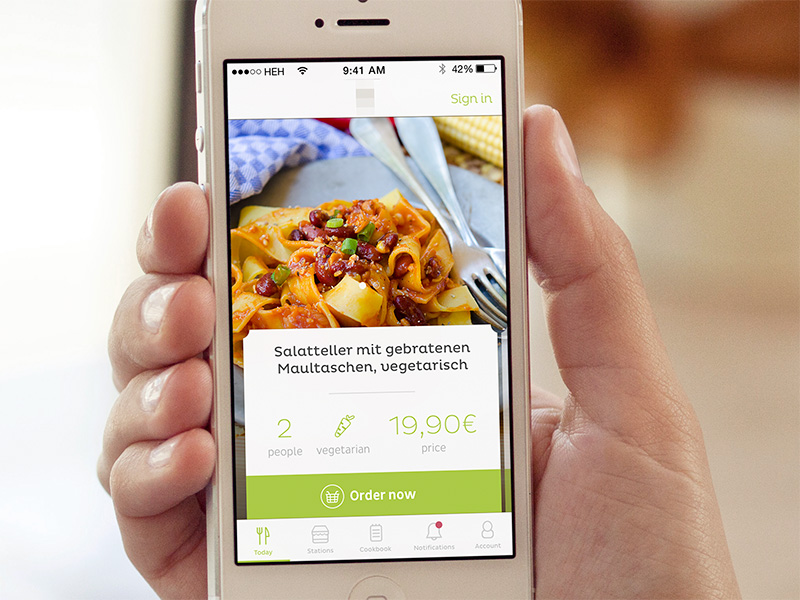 HEH 9:41 AM 42%
Sign in
Salatteller mit gebratenen
Maultaschen, vegetarisch
2 19,90€
people vegetarian price
Order now
Today Stations Cookbook Notifications Account